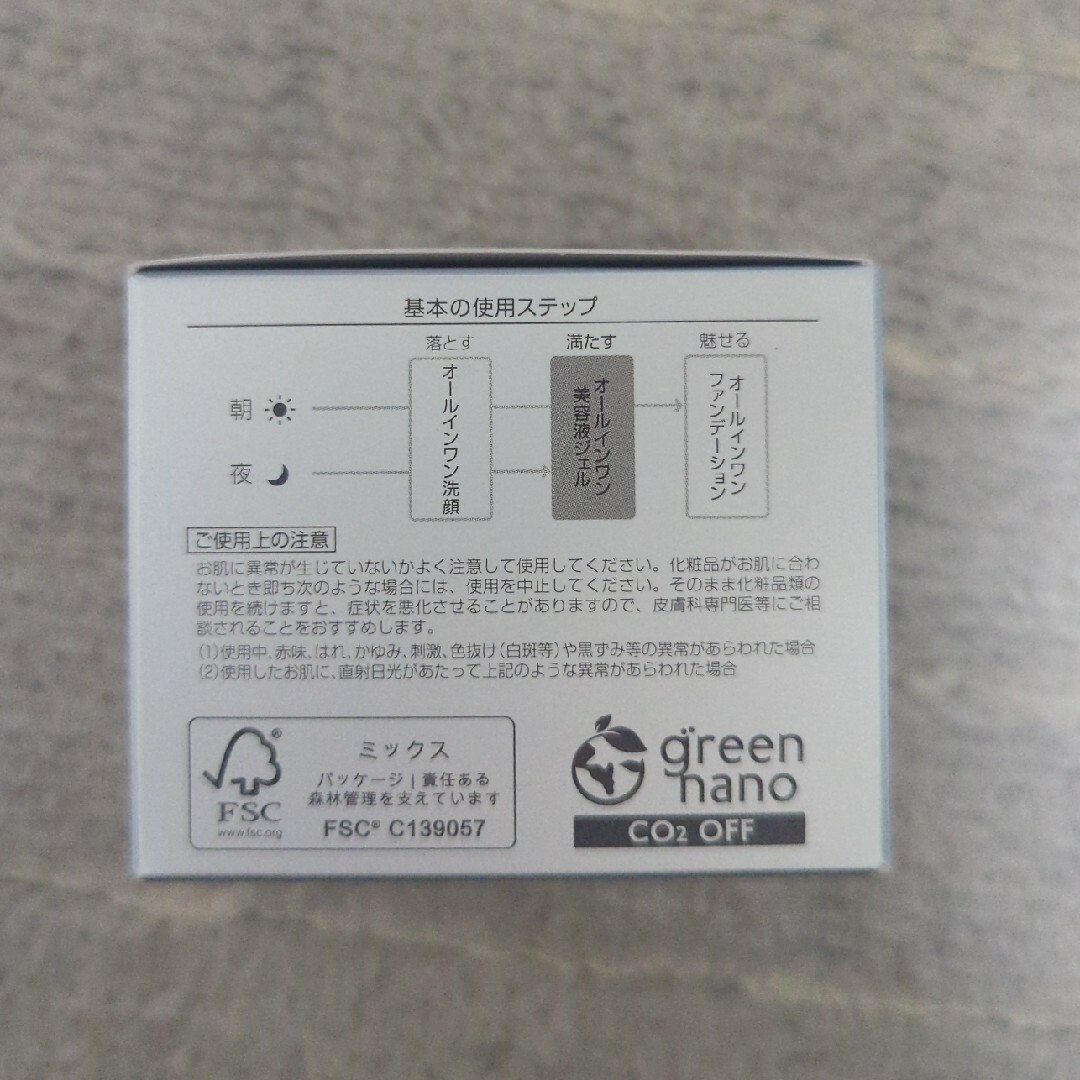 基本の使用ステップ
落とす 満たす 魅せる
朝
夜
オールインワン洗顔
オールインワン
美容液ジェル
オールインワン
ファンデーション
ご使用上の注意
お肌に異常が生じていないかよく注意して使用してください。化粧品がお肌に合わ
ないとき即ち次のような場合には、使用を中止してください。そのまま化粧品類の
使用を続けますと、症状を悪化させることがありますので、皮膚科専門医等にご相
談されることをおすすめします。
(1)使用中、赤味、はれ、かゆみ、刺激、色抜け(白斑等)や黒ずみ等の異常があらわれた場合
(2)使用したお肌に、直射日光があたって上記のような異常があらわれた場合
®
FSC
www.fsc.org
ミックス
パッケージ | 責任ある
森林管理を支えています
FSC® C139057
green
nano
CO2 OFF